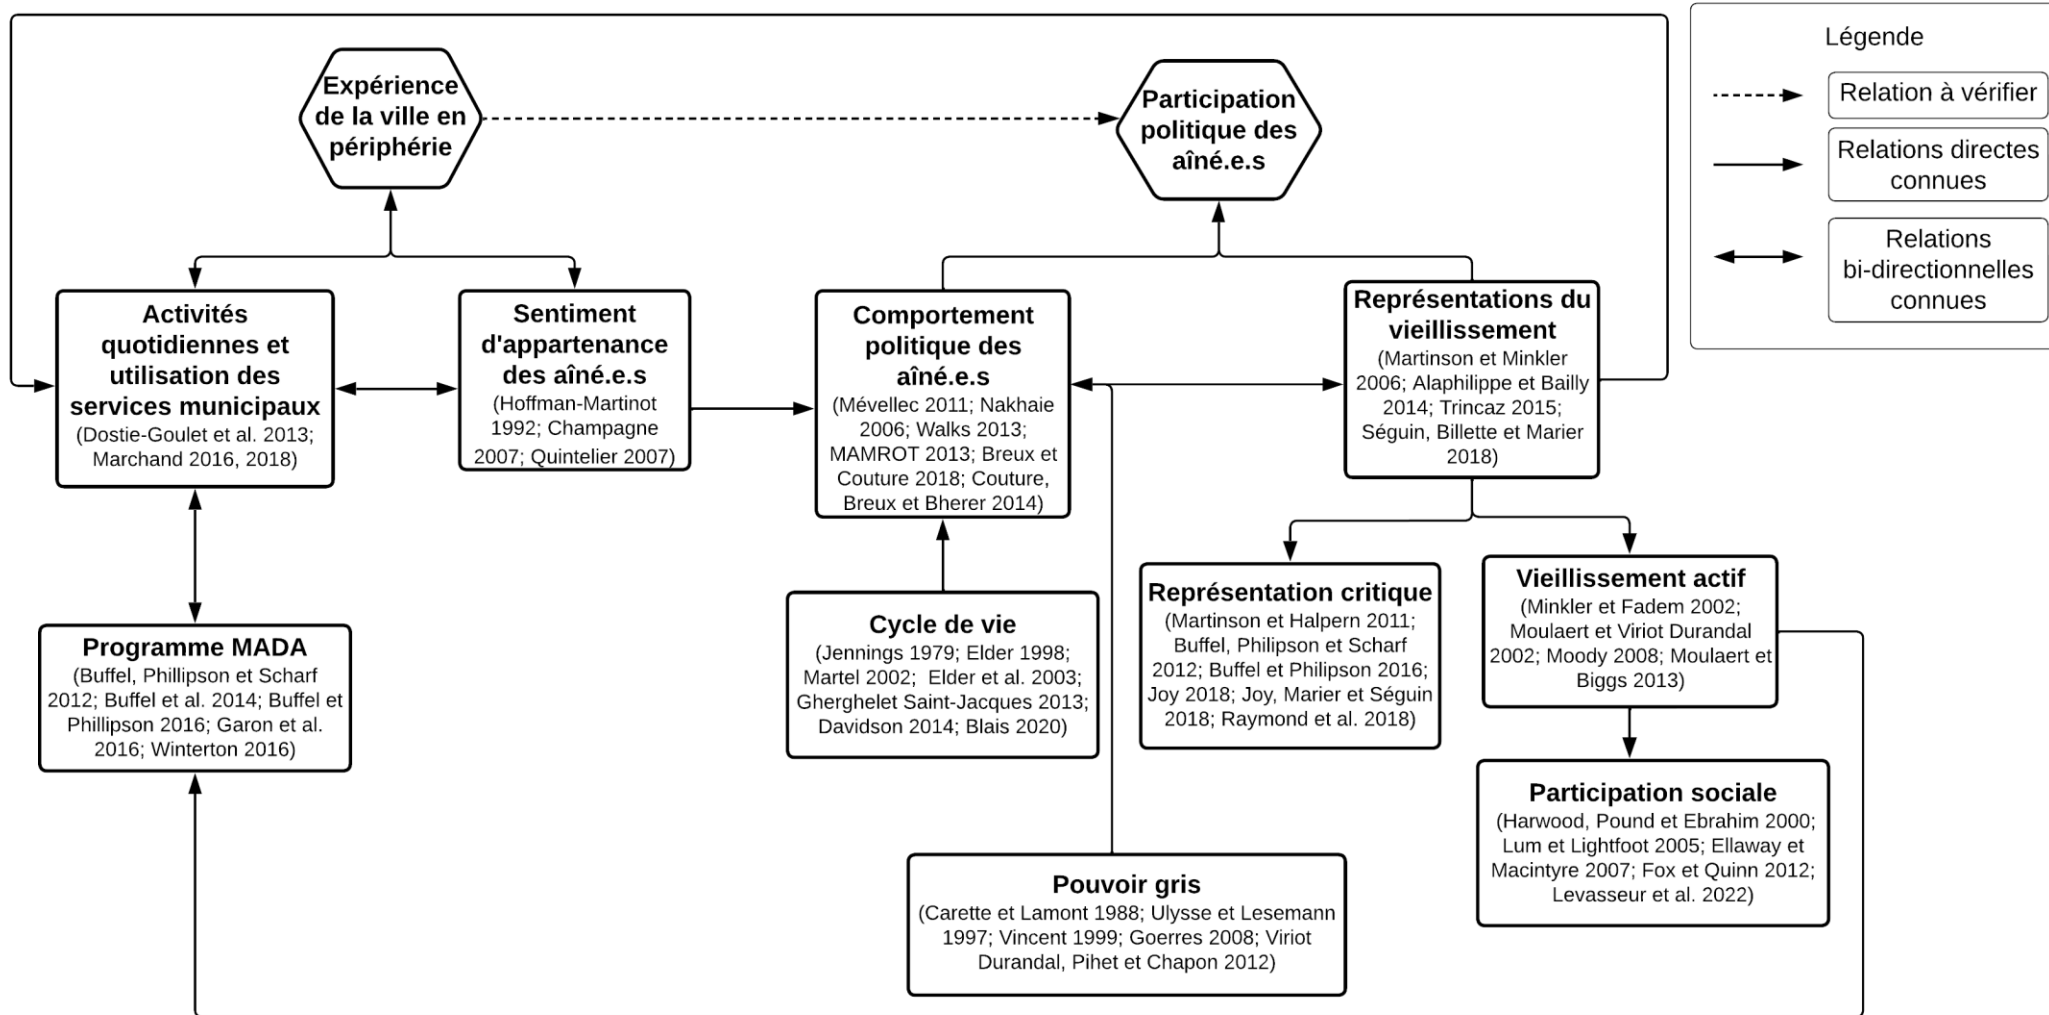 Expérience
de la ville en
périphérie
Participation
politique des
aîné.e.s
Légende
Relation à vérifier
Relations directes
connues
Relations
bi-directionnelles
connues
Activités
quotidiennes et
utilisation des
services municipaux
(Dostie-Goulet et al. 2013;
Marchand 2016, 2018)
Sentiment
d'appartenance
des aîné.e.s
(Hoffman-Martinot
1992; Champagne
2007; Quintelier 2007)
Comportement
politique des
aîné.e.s
(Mévellec 2011; Nakhaie
2006; Walks 2013;
MAMROT 2013; Breux et
Couture 2018; Couture,
Breux et Bherer 2014)
Représentations du
vieillissement
(Martinson et Minkler
2006; Alaphilippe et Bailly
2014; Trincaz 2015;
Séguin, Billette et Marier
2018)
Programme MADA
(Buffel, Phillipson et Scharf
2012; Buffel et al. 2014; Buffel et
Phillipson 2016; Garon et al.
2016; Winterton 2016)
Cycle de vie
(Jennings 1979; Elder 1998;
Martel 2002; Elder et al. 2003;
Gherghelet Saint-Jacques 2013;
Davidson 2014; Blais 2020)
Représentation critique
(Martinson et Halpern 2011;
Buffel, Philipson et Scharf
2012; Buffel et Philipson 2016;
Joy 2018; Joy, Marier et Séguin
2018; Raymond et al. 2018)
Vieillissement actif
(Minkler et Fadem 2002;
Moulaert et Viriot Durandal
2002; Moody 2008; Moulaert et
Biggs 2013)
Participation sociale
(Harwood, Pound et Ebrahim 2000;
Lum et Lightfoot 2005; Ellaway et
Macintyre 2007; Fox et Quinn 2012;
Levasseur et al. 2022)
Pouvoir gris
(Carette et Lamont 1988; Ulysse et Lesemann
1997; Vincent 1999; Goerres 2008; Viriot
Durandal, Pihet et Chapon 2012)